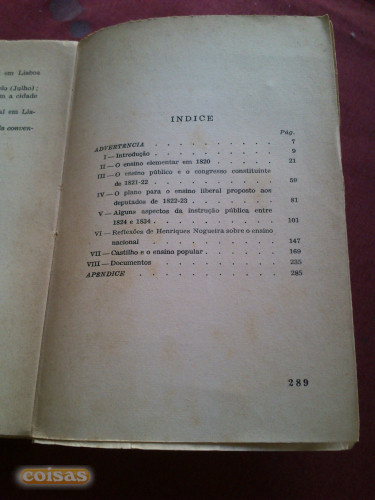 em Lisboa
(Julho);
m a cidade
al em Lis-
da conven-
INDICE
Pág.
ADVERTENCIA . . . . . . . . . . . 7
I — Introdução . . . . . . . . . . . 9
II — O ensino elementar em 1820 . . . . . 21
III — O ensino público e o congresso constituinte
de 1821-22 . . . . . . . . . . . 59
IV — O plano para o ensino liberal proposto aos
deputados de 1822-23 . . . . . . . . 81
V — Alguns aspectos da instrução pública entre
1824 e 1834 . . . . . . . . . . . 101
VI — Reflexões de Henriques Nogueira sobre o ensino
nacional . . . . . . . . . . . 147
VII — Castilho e o ensina popular . . . . . . 169
VIII — Documentos . . . . . . . . . . . 235
APENDICE . . . . . . . . . . . 285
289
coisas